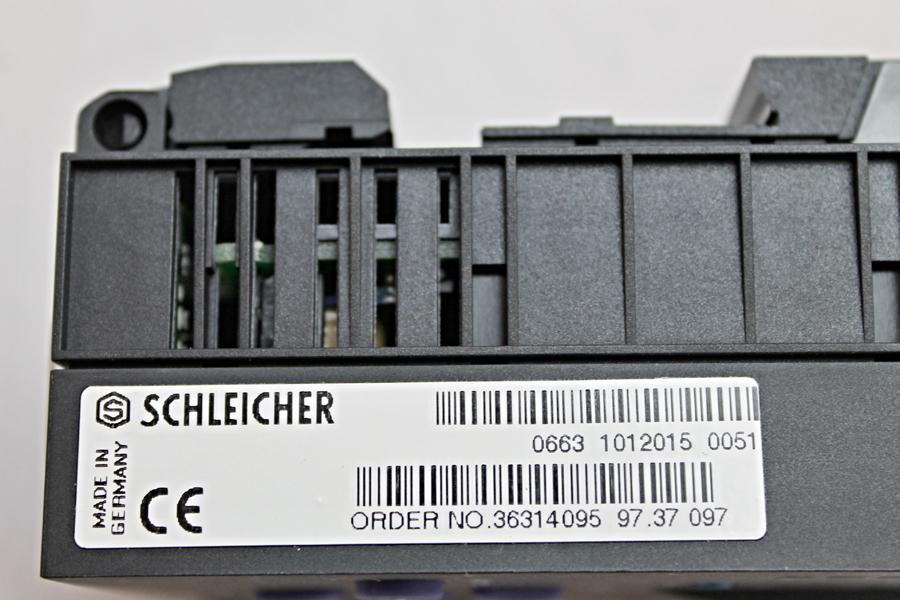 SCHLEICHER
0663 1012015 0051
MADE IN
GERMANY
CE
ORDER NO.36314095 97.37 097